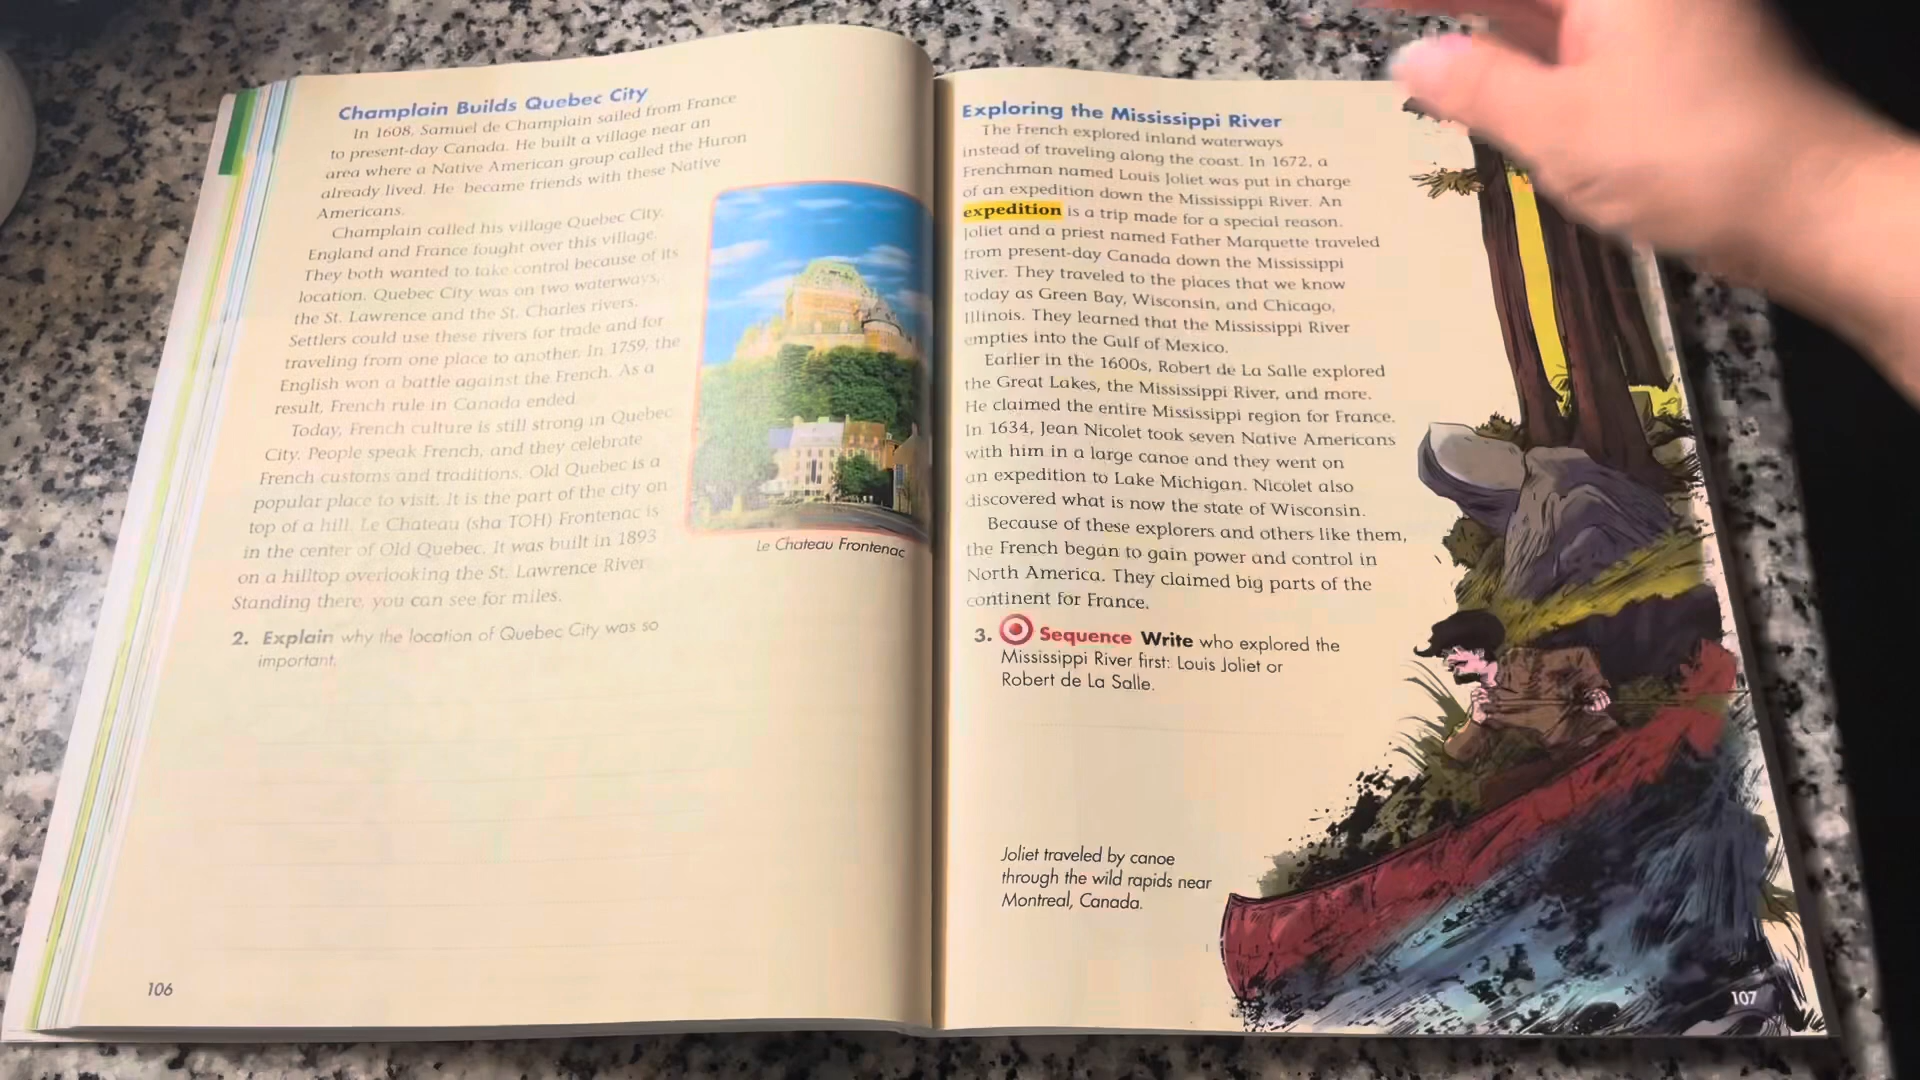 Champlain Builds Quebec City
In 1608, Samuel de Champlain sailed from France
to present-day Canada. He built a village near an
area where a Native American group called the Huron
already lived. He became friends with these Native
Americans.
Champlain called his village Quebec City.
England and France fought over this village.
They both wanted to take control because of its
location. Quebec City was on two waterways,
the St. Lawrence and the St. Charles rivers.
Settlers could use these rivers for trade and for
traveling from one place to another. In 1759, the
English won a battle against the French. As a
result, French rule in Canada ended.
Today, French culture is still strong in Quebec
City. People speak French, and they celebrate
French customs and traditions. Old Quebec is a
popular place to visit. It is the part of the city on
top of a hill. Le Chateau (sha TOH) Frontenac is
in the center of Old Quebec. It was built in 1893
on a hilltop overlooking the St. Lawrence River.
Standing there, you can see for miles.
Le Chateau Frontenac
2. Explain why the location of Quebec City was so
important.
106
Exploring the Mississippi River
The French explored inland waterways
instead of traveling along the coast. In 1672, a
Frenchman named Louis Joliet was put in charge
of an expedition down the Mississippi River. An
expedition is a trip made for a special reason.
Joliet and a priest named Father Marquette traveled
from present-day Canada down the Mississippi
River. They traveled to the places that we know
today as Green Bay, Wisconsin, and Chicago,
Illinois. They learned that the Mississippi River
empties into the Gulf of Mexico.
Earlier in the 1600s, Robert de La Salle explored
the Great Lakes, the Mississippi River, and more.
He claimed the entire Mississippi region for France.
In 1634, Jean Nicolet took seven Native Americans
with him in a large canoe and they went on
an expedition to Lake Michigan. Nicolet also
discovered what is now the state of Wisconsin.
Because of these explorers and others like them,
the French began to gain power and control in
North America. They claimed big parts of the
continent for France.
3. Sequence Write who explored the
Mississippi River first: Louis Joliet or
Robert de La Salle.
Joliet traveled by canoe
through the wild rapids near
Montreal, Canada.
107